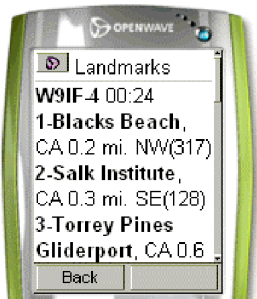 OPENWAVE
Landmarks
W9IF-4 00:24
1-Blacks Beach,
CA 0.2 mi. NW(317)
2-Salk Institute,
CA 0.3 mi. SE(128)
3-Torrey Pines
Gliderport, CA 0.6
Back